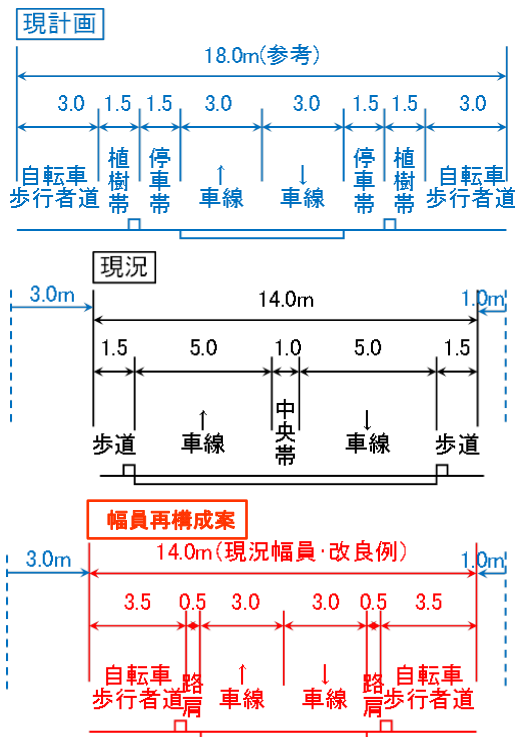 現計画
18.0m(参考)
3.0 1.5 1.5 3.0 3.0 1.5 1.5 3.0
自転車歩行者道
植樹帯
停車帯
↑車線
↓車線
停車帯
植樹帯
自転車歩行者道
現況
3.0m
14.0m
1.0m
1.5 5.0 1.0 5.0 1.5
歩道
↑車線
中央帯
↓車線
歩道
幅員再構成案
3.0m
14.0m(現況幅員・改良例)
1.0m
3.5 0.5 3.0 3.0 0.5 3.5
自転車歩行者道
路肩
↑車線
↓車線
路肩
自転車歩行者道